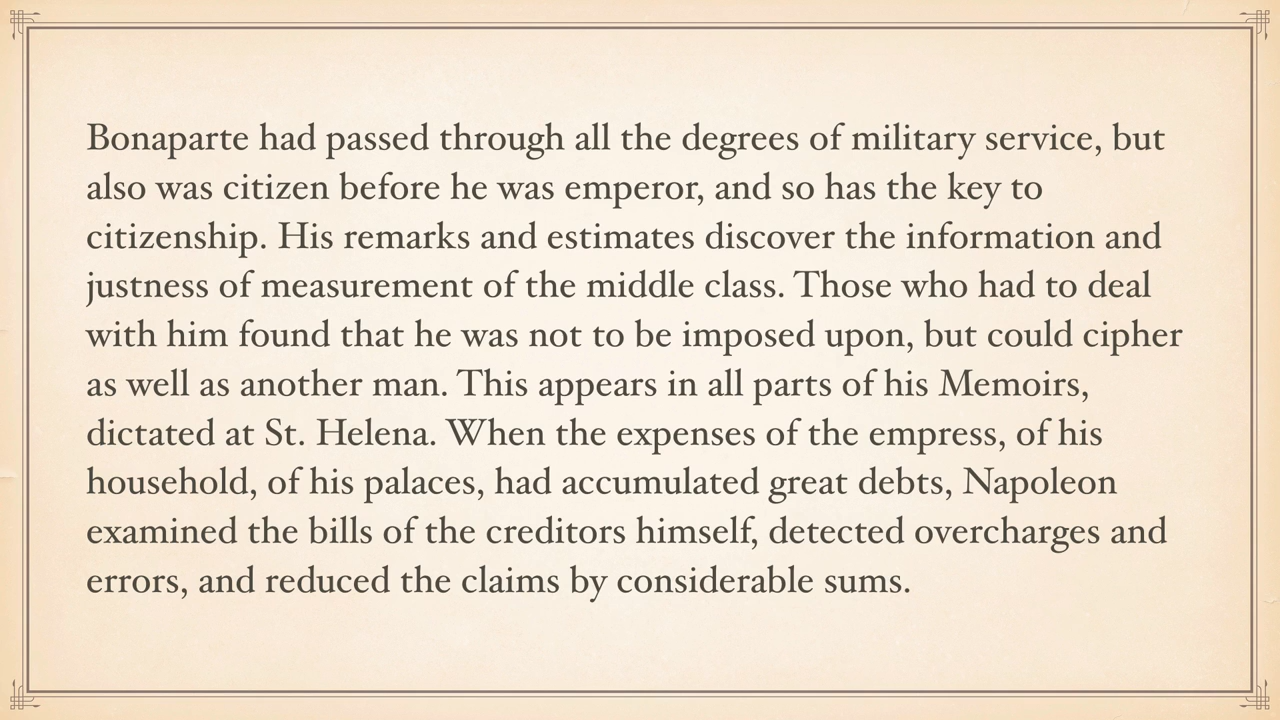 Bonaparte had passed through all the degrees of military service, but
also was citizen before he was emperor, and so has the key to
citizenship. His remarks and estimates discover the information and
justness of measurement of the middle class. Those who had to deal
with him found that he was not to be imposed upon, but could cipher
as well as another man. This appears in all parts of his Memoirs,
dictated at St. Helena. When the expenses of the empress, of his
household, of his palaces, had accumulated great debts, Napoleon
examined the bills of the creditors himself, detected overcharges and
errors, and reduced the claims by considerable sums.